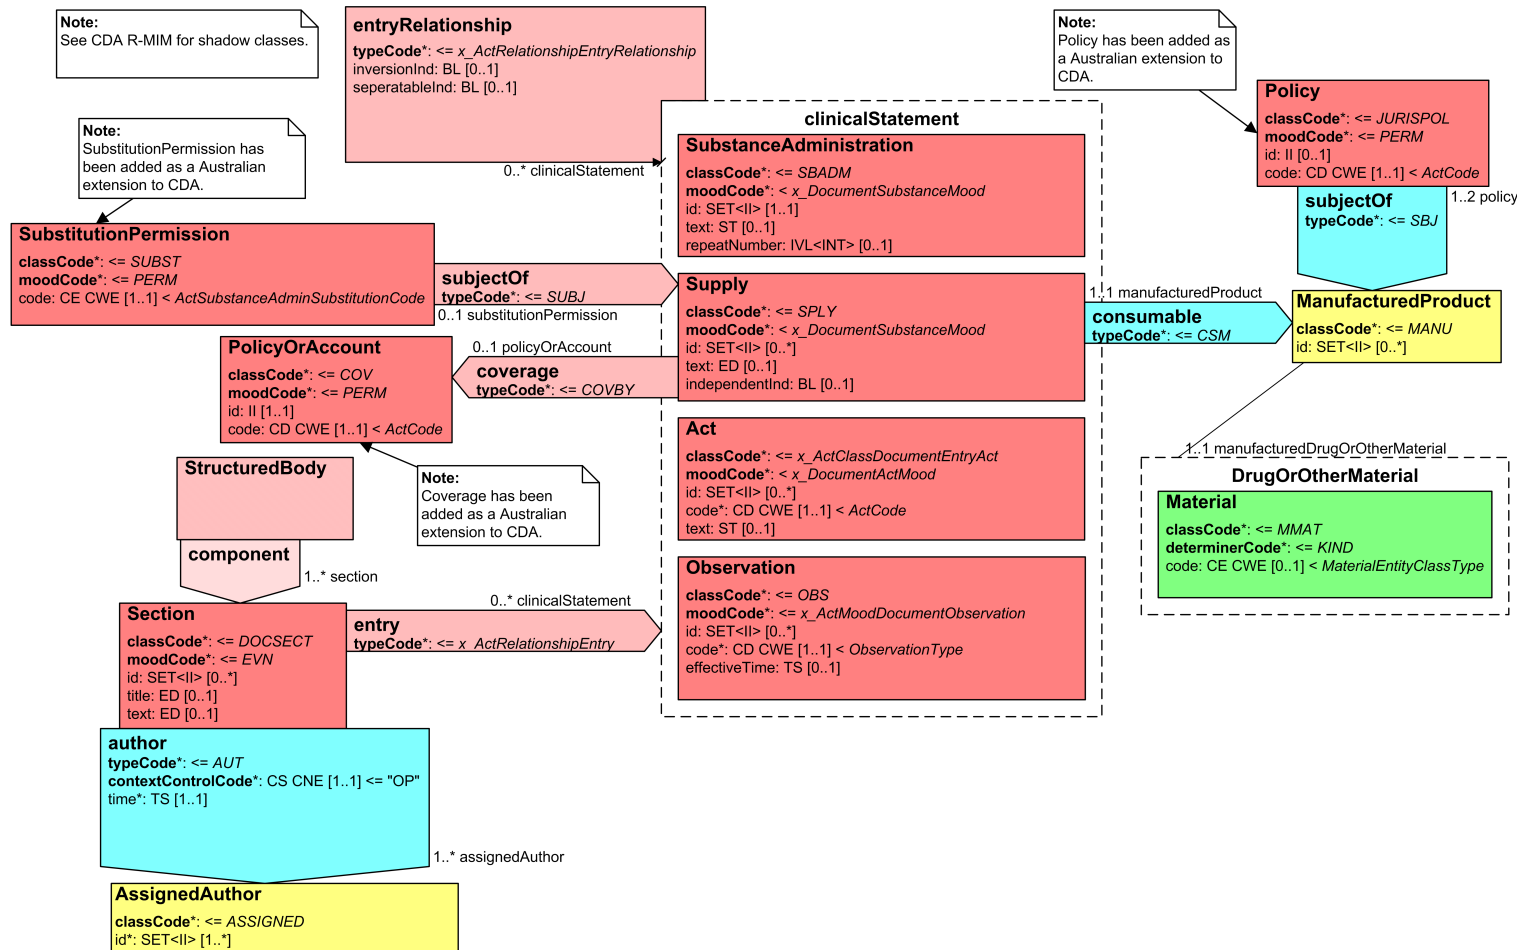 Note:
See CDA R-MIM for shadow classes.
entryRelationship
typeCode*: <= x_ActRelationshipEntryRelationship
inversionInd: BL [0..1]
seperatableInd: BL [0..1]
0..* clinicalStatement
Note:
Policy has been added as
a Australian extension to
CDA.
Policy
classCode*: <= JURISPOL
moodCode*: <= PERM
id: II [0..1]
code: CD CWE [1..1] < ActCode
subjectOf
typeCode*: <= SBJ
1..2 policy
Note:
SubstitutionPermission has
been added as a Australian
extension to CDA.
clinicalStatement
SubstanceAdministration
classCode*: <= SBADM
moodCode*: < x_DocumentSubstanceMood
id: SET<II> [1..1]
text: ST [0..1]
repeatNumber: IVL<INT> [0..1]
SubstitutionPermission
classCode*: <= SUBST
moodCode*: <= PERM
code: CE CWE [1..1] < ActSubstanceAdminSubstitutionCode
subjectOf
typeCode*: <= SUBJ
0..1 substitutionPermission
Supply
classCode*: <= SPLY
moodCode*: < x_DocumentSubstanceMood
id: SET<II> [0..*]
text: ED [0..1]
independentInd: BL [0..1]
1..1 manufacturedProduct
consumable
typeCode*: <= CSM
ManufacturedProduct
classCode*: <= MANU
id: SET<II> [0..*]
PolicyOrAccount
classCode*: <= COV
moodCode*: <= PERM
id: II [1..1]
code: CD CWE [1..1] < ActCode
0..1 policyOrAccount
coverage
typeCode*: <= COVBY
Act
classCode*: <= x_ActClassDocumentEntryAct
moodCode*: < x_DocumentActMood
id: SET<II> [0..*]
code*: CD CWE [1..1] < ActCode
text: ST [0..1]
1..1 manufacturedDrugOrOtherMaterial
DrugOrOtherMaterial
Material
classCode*: <= MMAT
determinerCode*: <= KIND
code: CE CWE [0..1] < MaterialEntityClassType
StructuredBody
Note:
Coverage has been
added as a Australian
extension to CDA.
component
1..* section
Section
classCode*: <= DOCSECT
moodCode*: <= EVN
id: SET<II> [0..*]
title: ED [0..1]
text: ED [0..1]
0..* clinicalStatement
entry
typeCode*: <= x_ActRelationshipEntry
Observation
classCode*: <= OBS
moodCode*: <= x_ActMoodDocumentObservation
id: SET<II> [0..*]
code*: CD CWE [1..1] < ObservationType
effectiveTime: TS [0..1]
author
typeCode*: <= AUT
contextControlCode*: CS CNE [1..1] <= "OP"
time*: TS [1..1]
1..* assignedAuthor
AssignedAuthor
classCode*: <= ASSIGNED
id*: SET<II> [1..*]